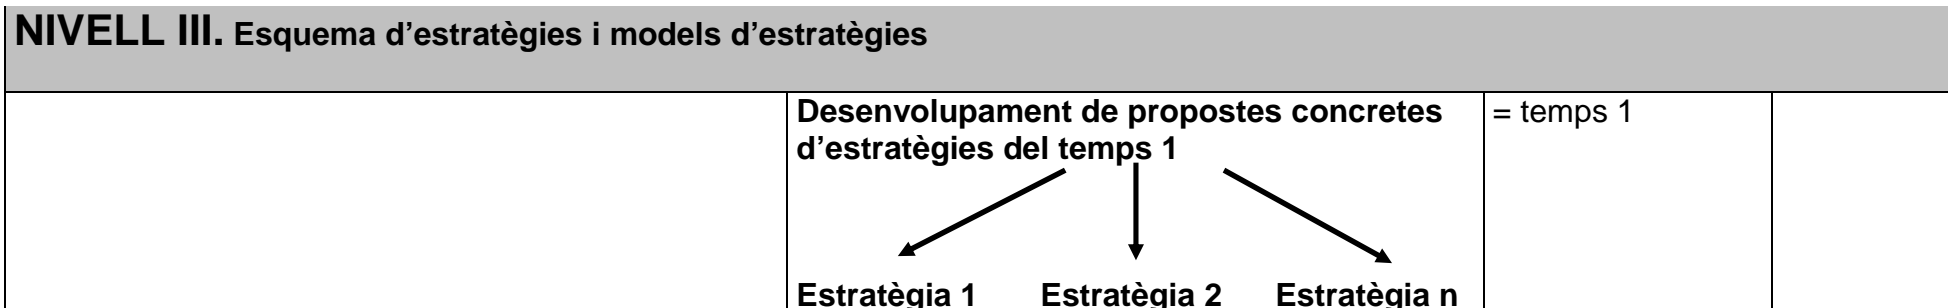 NIVELL III. Esquema d’estratègies i models d’estratègies
Desenvolupament de propostes concretes
d’estratègies del temps 1
= temps 1
Estratègia 1 Estratègia 2 Estratègia n